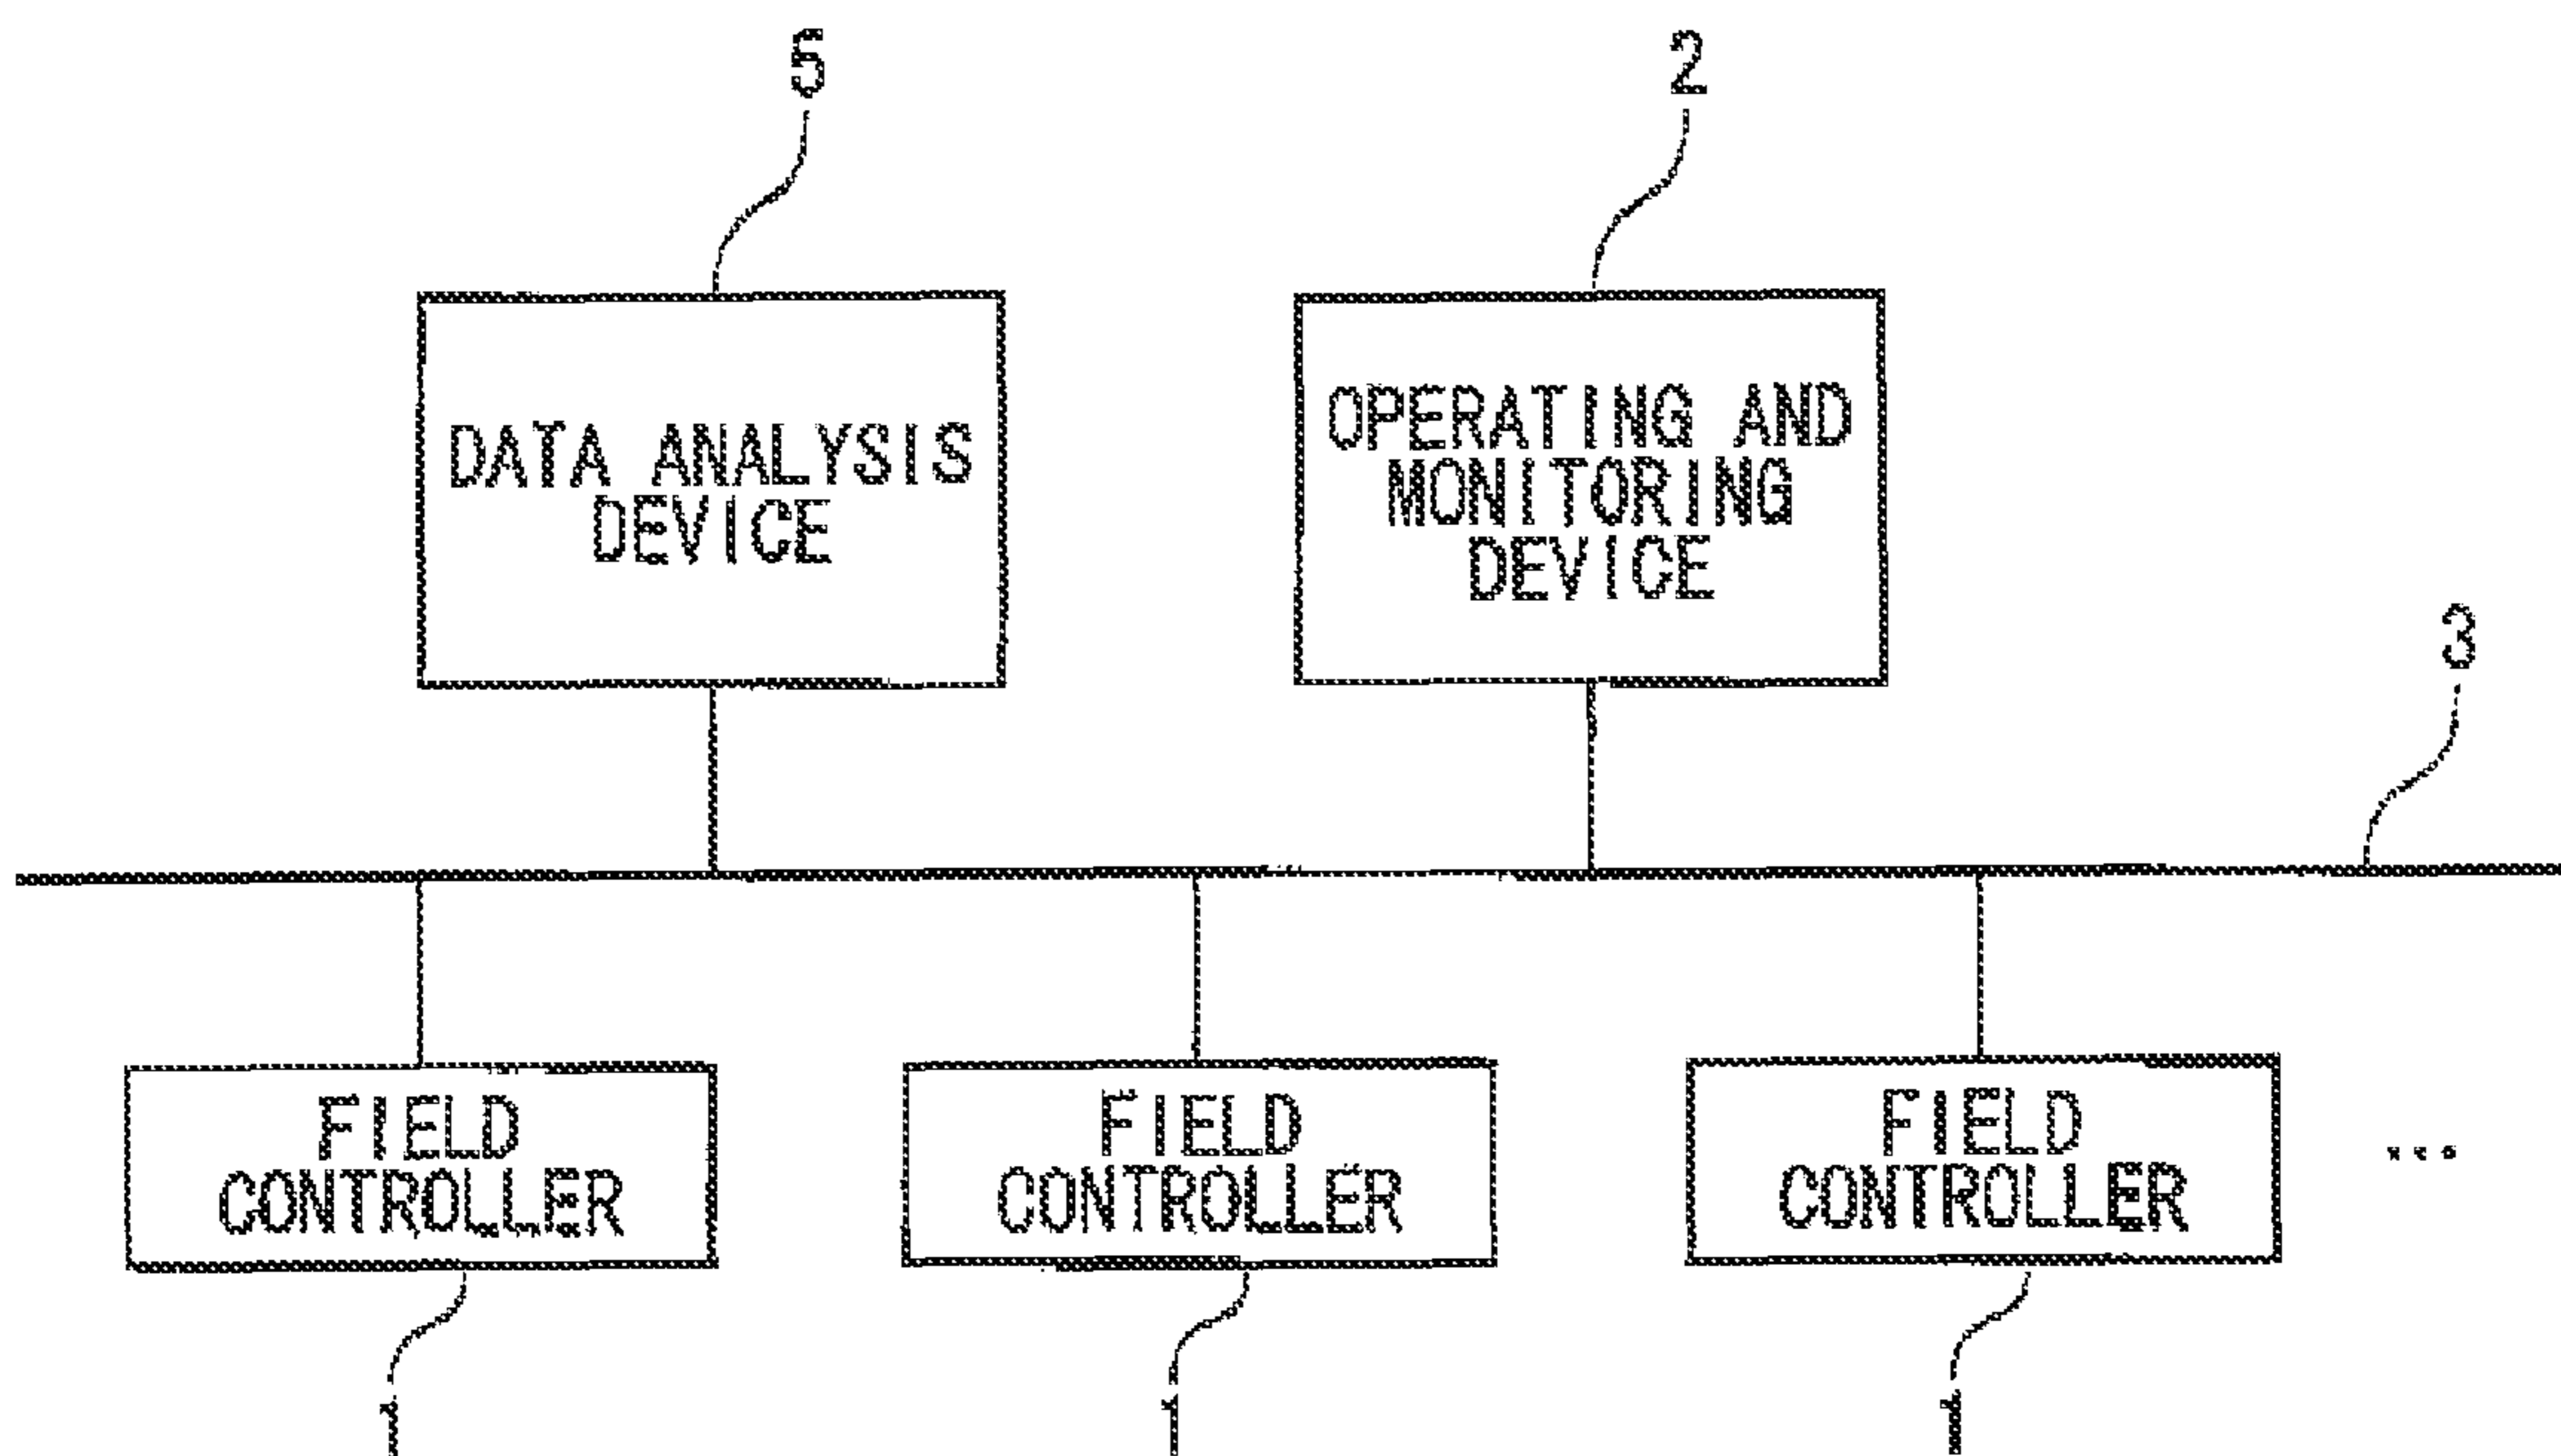 5
2
DATA ANALYSIS
DEVICE
OPERATING AND
MONITORING
DEVICE
3
FIELD
CONTROLLER
FIELD
CONTROLLER
FIELD
CONTROLLER
...
1
1
1